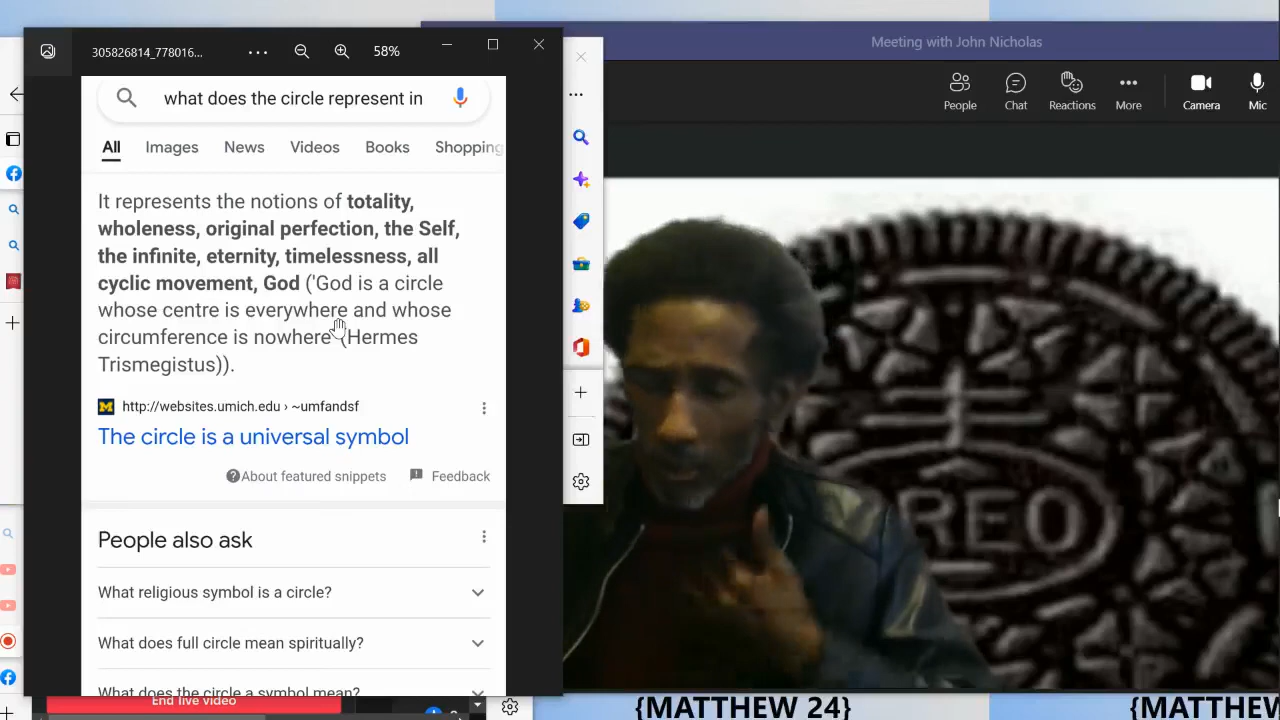 305826814_778016...
58%
Meeting with John Nicholas
People
Chat
Reactions
More
Camera
Mic
what does the circle represent in
All
Images
News
Videos
Books
Shopping
It represents the notions of totality,
wholeness, original perfection, the Self,
the infinite, eternity, timelessness, all
cyclic movement, God ('God is a circle
whose centre is everywhere and whose
circumference is nowhere' (Hermes
Trismegistus)).
http://websites.umich.edu › ~umfandsf
The circle is a universal symbol
About featured snippets
Feedback
People also ask
What religious symbol is a circle?
What does full circle mean spiritually?
What does the circle a symbol mean?
End live video
REO
{MATTHEW 24}
{MATTHEW